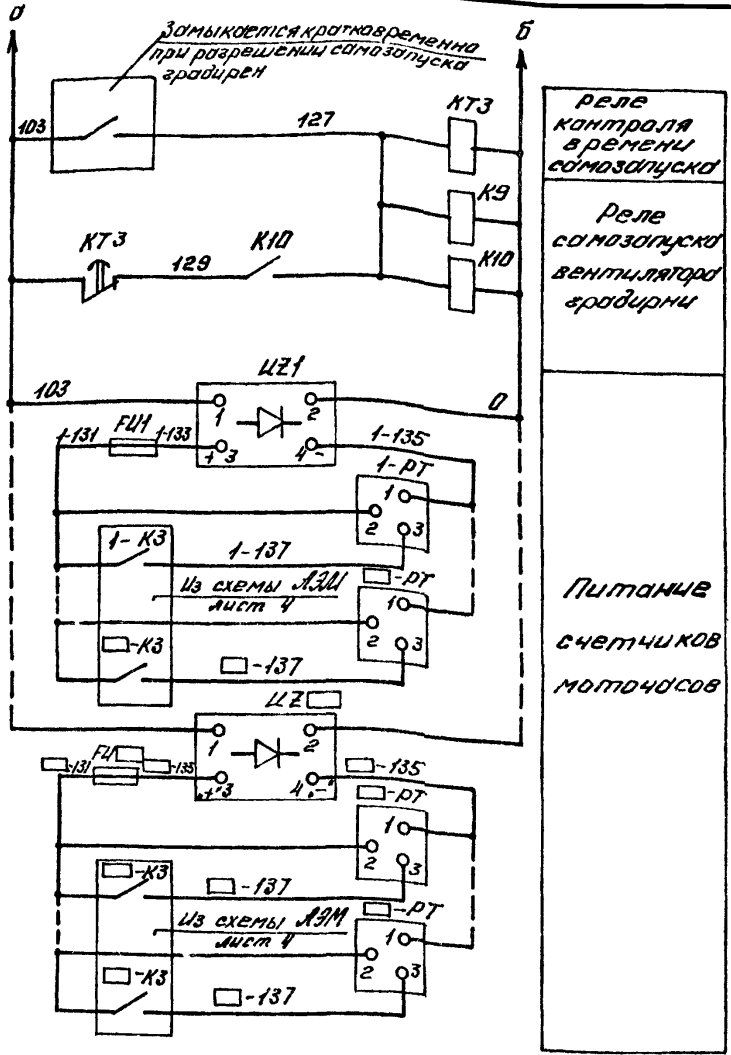 а
б
Замыкается кратковременно
при разрешении самозапуска
градирен
103
127
КТ3
реле
контроля
времени
самозапуска
К9
КТ3
129
К10
К10
Реле
самозапуска
вентилятора
градирни
UZ1
103
1
2
0
1-131
FU1
1-133
+3
4-
1-135
1-РТ
1
2
3
1-К3
1-137
Из схемы АЭМ
лист 4
-РТ
1
2
3
-К3
-137
Питание
счетчиков
моточасов
UZ
1
2
-131
FU
-135
"+"3
4"-"
-135
-РТ
1
2
3
-К3
-137
Из схемы АЭМ
лист 4
-РТ
1
2
3
-К3
-137